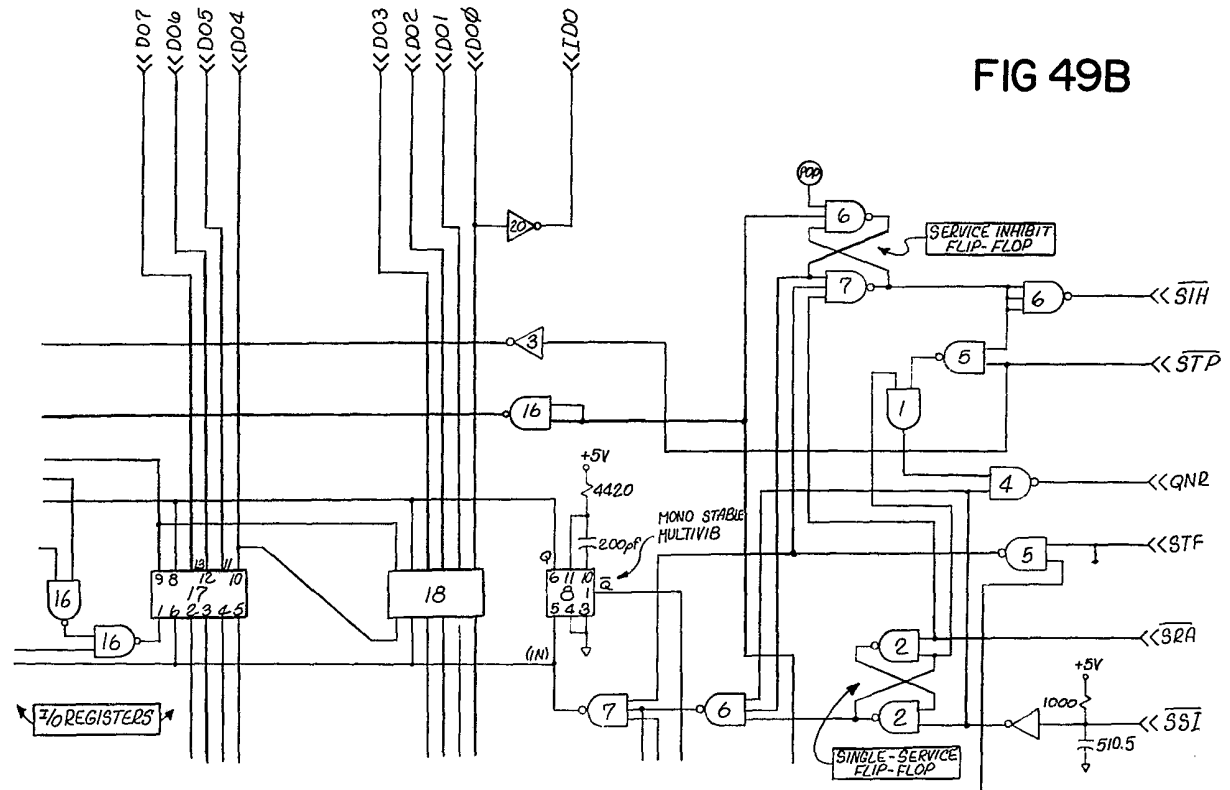 <<DO7
<<DO6
<<DO5
<<DO4
<<DO3
<<DO2
<<DO1
<<DOØ
<<IDO
FIG 49B
POD
20
6
SERVICE INHIBIT
FLIP-FLOP
7
6
<<SIH
3
5
<<STP
1
16
+5V
4420
4
<<QNR
MONO STABLE
MULTIVIB
200pf
5
<<STF
Q
6 11 10
Q
8
1
5 4 3
9 8 13 12 11 10
17
1 6 2 3 4 5
18
16
16
2
<<SRA
(IN)
+5V
1000
I/O REGISTERS
7
6
2
<<SSI
510.5
SINGLE-SERVICE
FLIP-FLOP